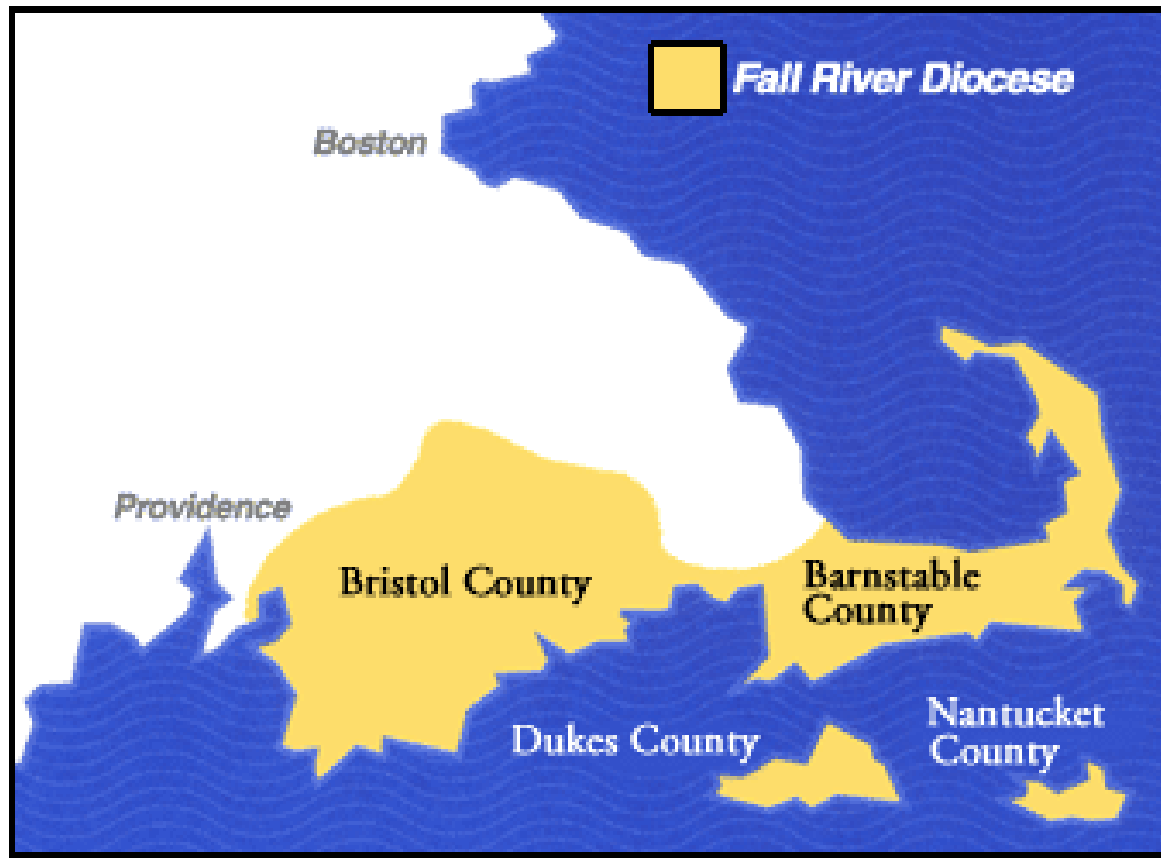 Fall River Diocese
Boston
Providence
Bristol County
Barnstable
County
Dukes County
Nantucket
County